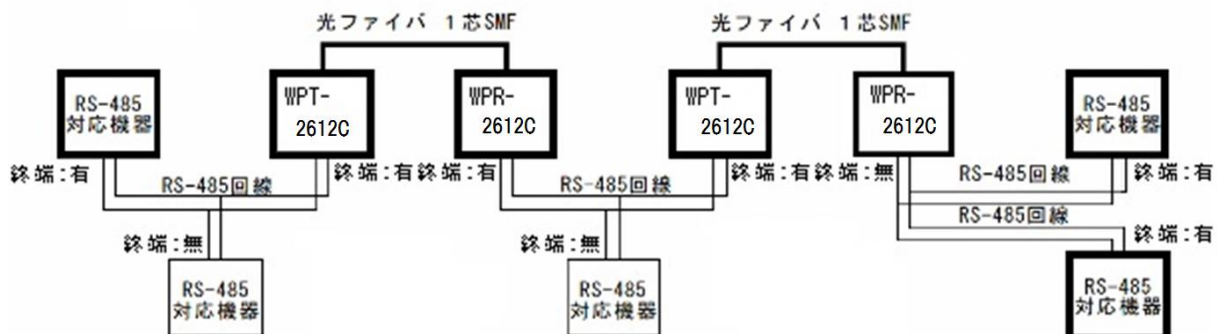 光ファイバ 1芯SMF
光ファイバ 1芯SMF
RS-485
対応機器
WPT-
2612C
WPR-
2612C
WPT-
2612C
WPR-
2612C
RS-485
対応機器
終端:有
RS-485回線
終端:有
終端:有
RS-485回線
終端:有
終端:無
RS-485回線
終端:有
RS-485回線
終端:無
終端:無
終端:有
RS-485
対応機器
RS-485
対応機器
RS-485
対応機器